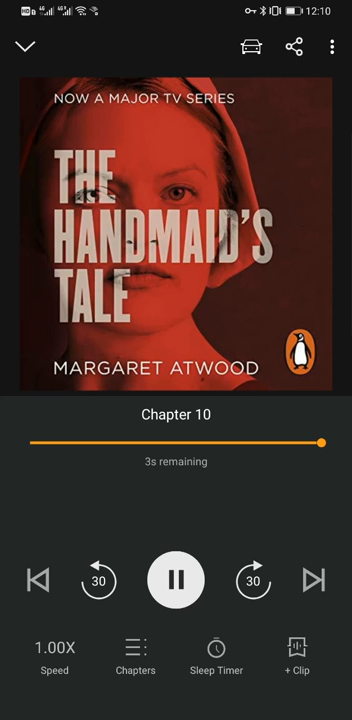 12:10
NOW A MAJOR TV SERIES
THE
HANDMAID'S
TALE
MARGARET ATWOOD
Chapter 10
3s remaining
30
30
1.00X
Speed
Chapters
Sleep Timer
+ Clip